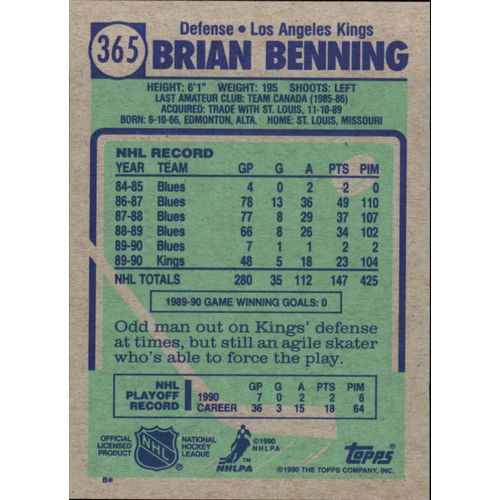 365
Defense • Los Angeles Kings
BRIAN BENNING
HEIGHT: 6'1" WEIGHT: 195 SHOOTS: LEFT
LAST AMATEUR CLUB: TEAM CANADA (1985-86)
ACQUIRED: TRADE WITH ST. LOUIS, 11-10-89
BORN: 6-10-66, EDMONTON, ALTA. HOME: ST. LOUIS, MISSOURI
NHL RECORD
YEAR TEAM GP G A PTS PIM
84-85 Blues 4 0 2 2 0
86-87 Blues 78 13 36 49 110
87-88 Blues 77 8 29 37 107
88-89 Blues 66 8 26 34 102
89-90 Blues 7 1 1 2 2
89-90 Kings 48 5 18 23 104
NHL TOTALS 280 35 112 147 425
1989-90 GAME WINNING GOALS: 0
Odd man out on Kings' defense
at times, but still an agile skater
who's able to force the play.
NHL PLAYOFF RECORD
GP G A PTS PIM
1990 7 0 2 2 6
CAREER 36 3 15 18 64
OFFICIAL LICENSED PRODUCT
NHL
NATIONAL HOCKEY LEAGUE
©1990 NHLPA
NHLPA
TOPPS
©1990 THE TOPPS COMPANY, INC.
B*